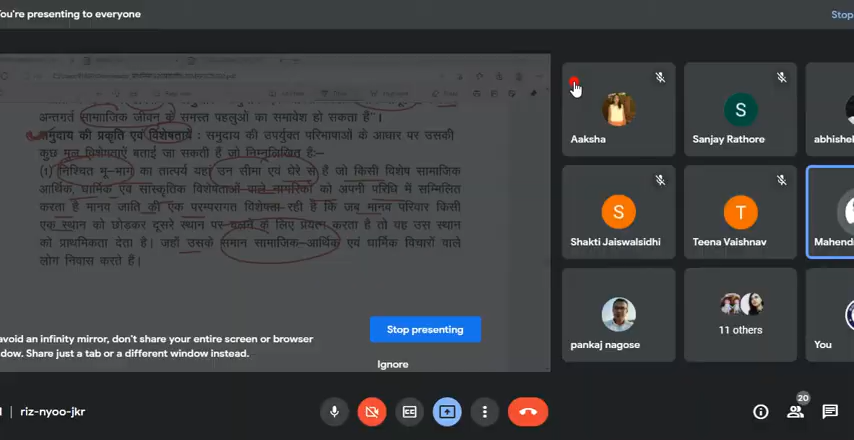 You're presenting to everyone
Stop
अन्तर्गत सामाजिक जीवन के समस्त पहलुओं का समावेश हो सकता है"।
समुदाय की प्रकृति एवं विशेषतायें : समुदाय की उपर्युक्त परिभाषाओं के आधार पर उसकी
कुछ मूल विशेषताएं बताई जा सकती हैं जो निम्नलिखित है:-
(1) निश्चित भू-भाग का तात्पर्य यहाँ उन सीमा एवं घेरे से है जो किसी विशेष सामाजिक
आर्थिक, धार्मिक एवं सांस्कृतिक विशेषताओं वाले नागरिकों को अपनी परिधि में सम्मिलित
करता है मानव जाति की एक परम्परागत विशेषता रही है कि जब मानव परिवार किसी
एक स्थान को छोड़कर दूसरे स्थान पर के लिए प्रयत्न करता है तो वह उस स्थान
को प्राथमिकता देता है। जहाँ उसके समान सामाजिक-आर्थिक एवं धार्मिक विचारों वाले
लोग निवास करते हैं।
avoid an infinity mirror, don't share your entire screen or browser
dow. Share just a tab or a different window instead.
Stop presenting
Ignore
Aaksha
S
Sanjay Rathore
abhishe
S
Shakti Jaiswalsidhi
T
Teena Vaishnav
Mahend
pankaj nagose
11 others
You
riz-nyoo-jkr
20